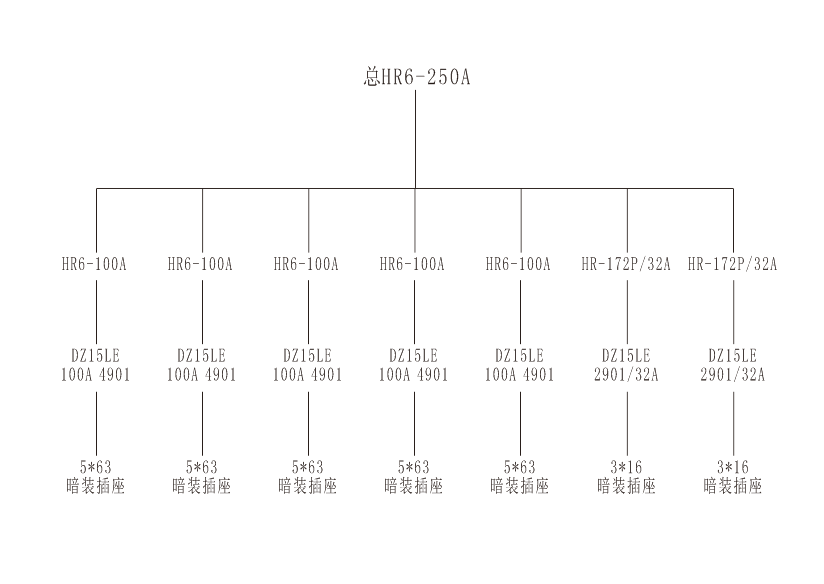 总HR6-250A
HR6-100A HR6-100A HR6-100A HR6-100A HR6-100A HR-172P/32A HR-172P/32A
DZ15LE DZ15LE DZ15LE DZ15LE DZ15LE DZ15LE DZ15LE
100A 4901 100A 4901 100A 4901 100A 4901 100A 4901 2901/32A 2901/32A
5*63 5*63 5*63 5*63 5*63 3*16 3*16
暗装插座 暗装插座 暗装插座 暗装插座 暗装插座 暗装插座 暗装插座